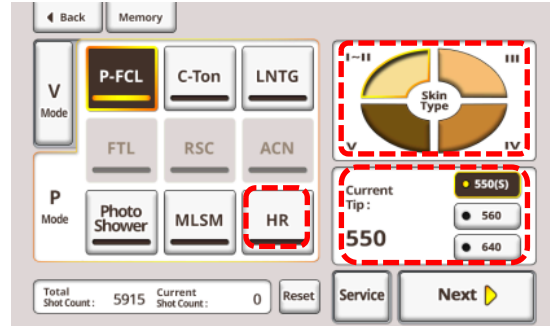 Back
Memory
V
Mode
P-FCL
C-Ton
LNTG
FTL
RSC
ACN
P
Mode
Photo
Shower
MLSM
HR
I~II
III
Skin
Type
V
IV
Current
Tip :
550
550(S)
560
640
Total
Shot Count :
5915
Current
Shot Count :
0
Reset
Service
Next